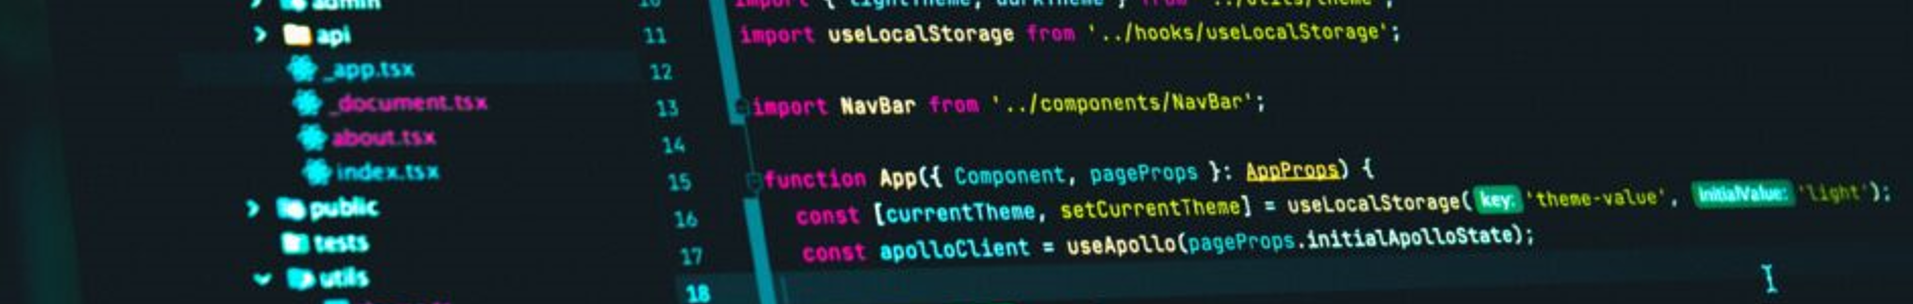 admin
api
_app.tsx
_document.tsx
about.tsx
index.tsx
public
tests
utils
10 import { lightTheme, darkTheme } from '../utils/theme';
11 import useLocalStorage from '../hooks/useLocalStorage';
12
13 import NavBar from '../components/NavBar';
14
15 function App({ Component, pageProps }: AppProps) {
16 const [currentTheme, setCurrentTheme] = useLocalStorage( key: 'theme-value', initialValue: 'light');
17 const apolloClient = useApollo(pageProps.initialApolloState);
18